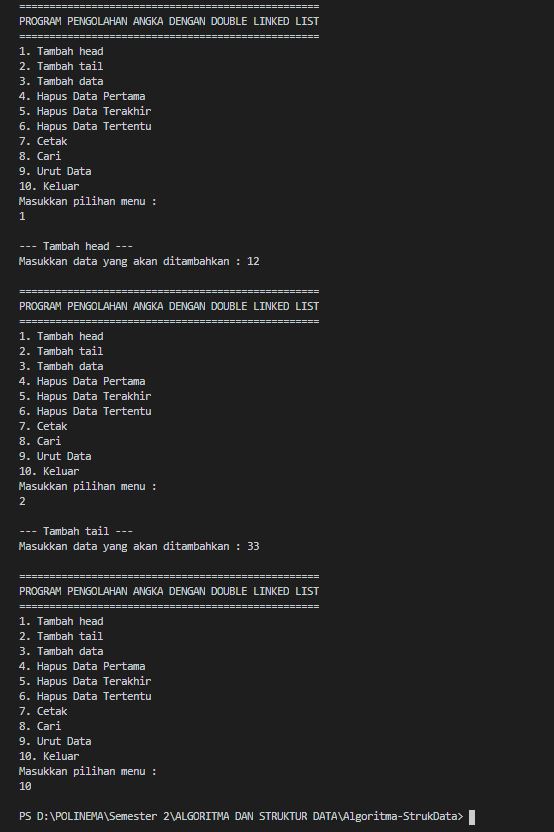 ==================================================
PROGRAM PENGOLAHAN ANGKA DENGAN DOUBLE LINKED LIST
==================================================
1. Tambah head
2. Tambah tail
3. Tambah data
4. Hapus Data Pertama
5. Hapus Data Terakhir
6. Hapus Data Tertentu
7. Cetak
8. Cari
9. Urut Data
10. Keluar
Masukkan pilihan menu :
1
--- Tambah head ---
Masukkan data yang akan ditambahkan : 12
==================================================
PROGRAM PENGOLAHAN ANGKA DENGAN DOUBLE LINKED LIST
==================================================
1. Tambah head
2. Tambah tail
3. Tambah data
4. Hapus Data Pertama
5. Hapus Data Terakhir
6. Hapus Data Tertentu
7. Cetak
8. Cari
9. Urut Data
10. Keluar
Masukkan pilihan menu :
2
--- Tambah tail ---
Masukkan data yang akan ditambahkan : 33
==================================================
PROGRAM PENGOLAHAN ANGKA DENGAN DOUBLE LINKED LIST
==================================================
1. Tambah head
2. Tambah tail
3. Tambah data
4. Hapus Data Pertama
5. Hapus Data Terakhir
6. Hapus Data Tertentu
7. Cetak
8. Cari
9. Urut Data
10. Keluar
Masukkan pilihan menu :
10
PS D:\POLINEMA\Semester 2\ALGORITMA DAN STRUKTUR DATA\Algoritma-StrukData>